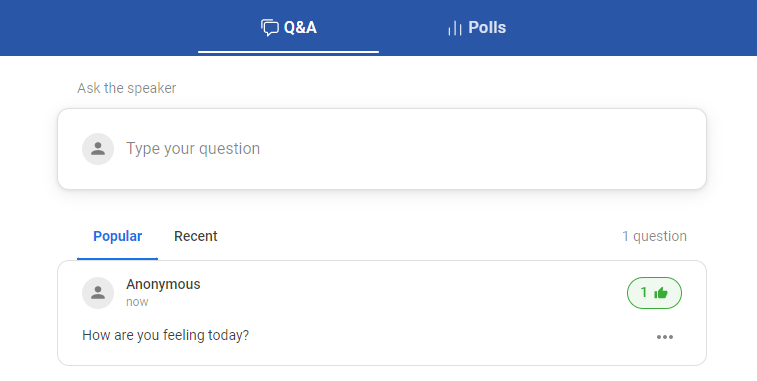 Q&A Polls
Ask the speaker
Type your question
Popular Recent 1 question
Anonymous
now
1
How are you feeling today?